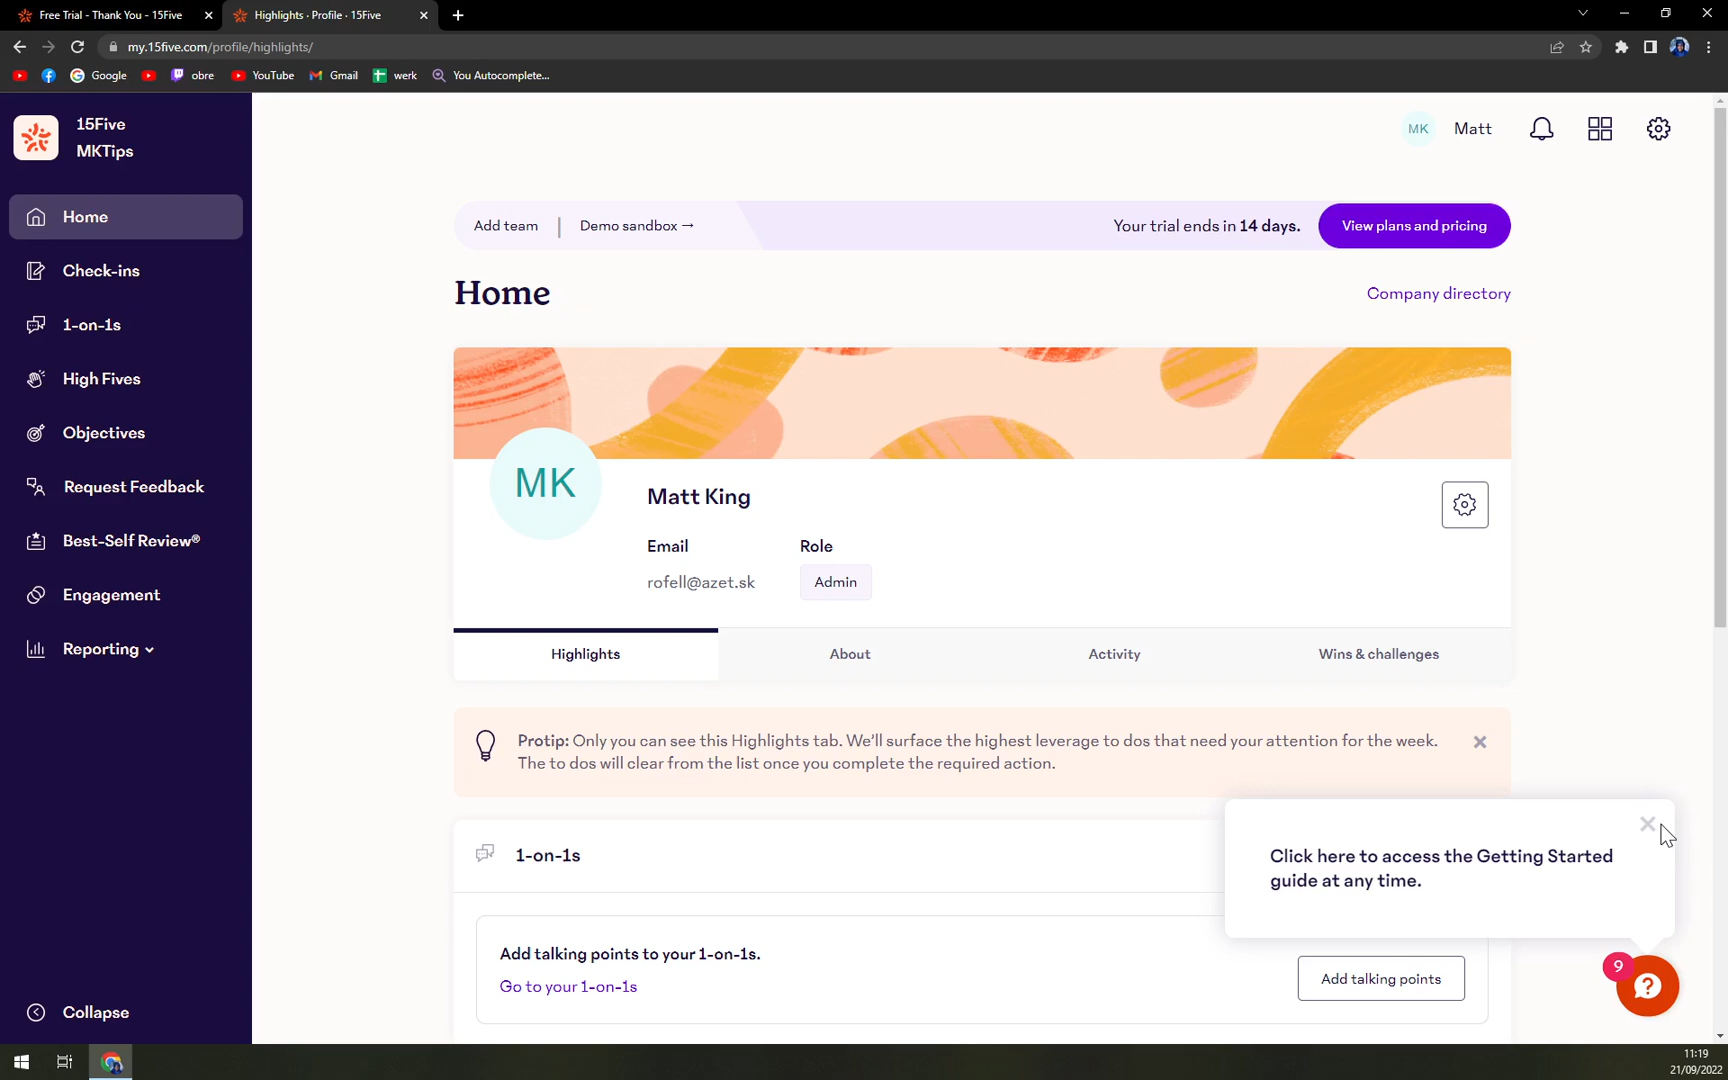 Free Trial - Thank You - 15Five
Highlights · Profile · 15Five
my.15five.com/profile/highlights/
Google
obre
YouTube
Gmail
werk
You Autocomplete...
15Five
MKTips
Home
Check-ins
1-on-1s
High Fives
Objectives
Request Feedback
Best-Self Review®
Engagement
Reporting
Collapse
MK
Matt
Add team
Demo sandbox →
Your trial ends in 14 days.
View plans and pricing
Home
Company directory
MK
Matt King
Email
Role
rofell@azet.sk
Admin
Highlights
About
Activity
Wins & challenges
Protip: Only you can see this Highlights tab. We'll surface the highest leverage to dos that need your attention for the week.
The to dos will clear from the list once you complete the required action.
1-on-1s
Click here to access the Getting Started
guide at any time.
Add talking points to your 1-on-1s.
Go to your 1-on-1s
Add talking points
9
?
11:19
21/09/2022